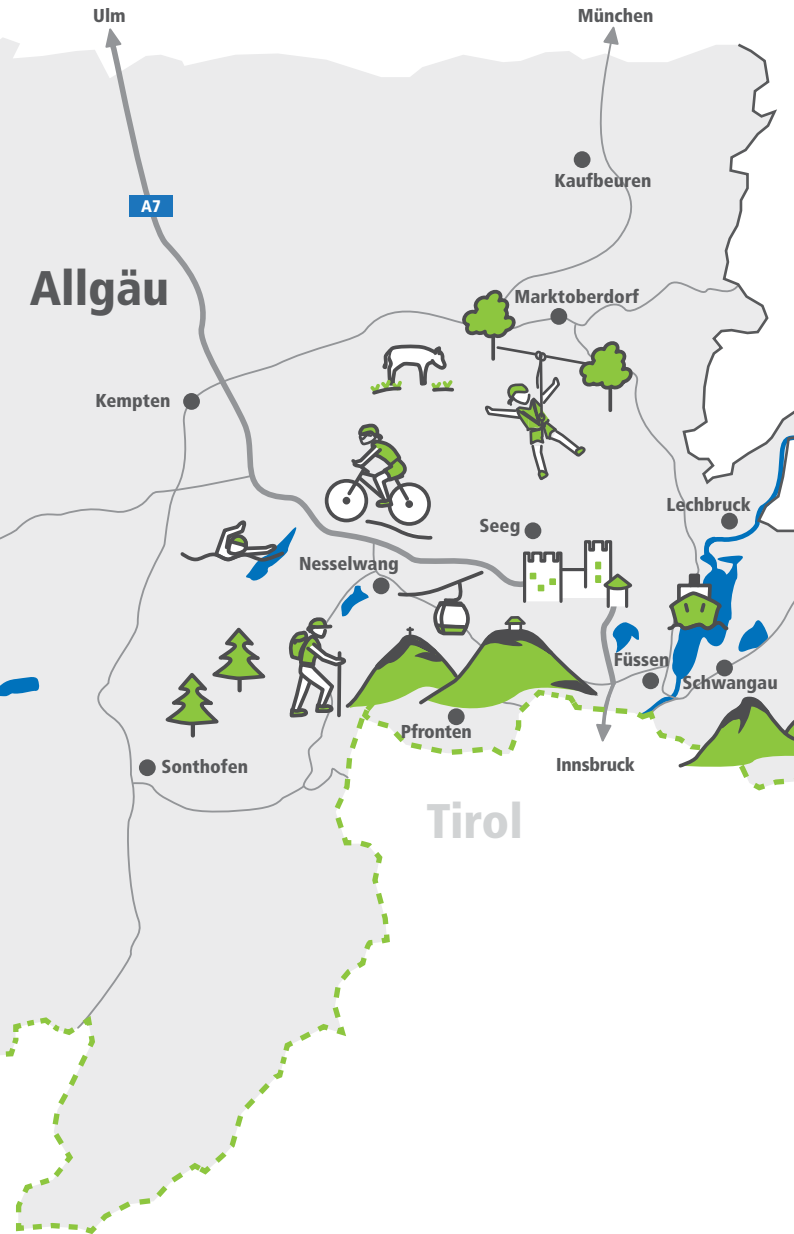 Ulm
München
Kaufbeuren
A7
Allgäu
Marktoberdorf
Kempten
Lechbruck
Seeg
Nesselwang
Füssen
Schwangau
Pfronten
Sonthofen
Innsbruck
Tirol